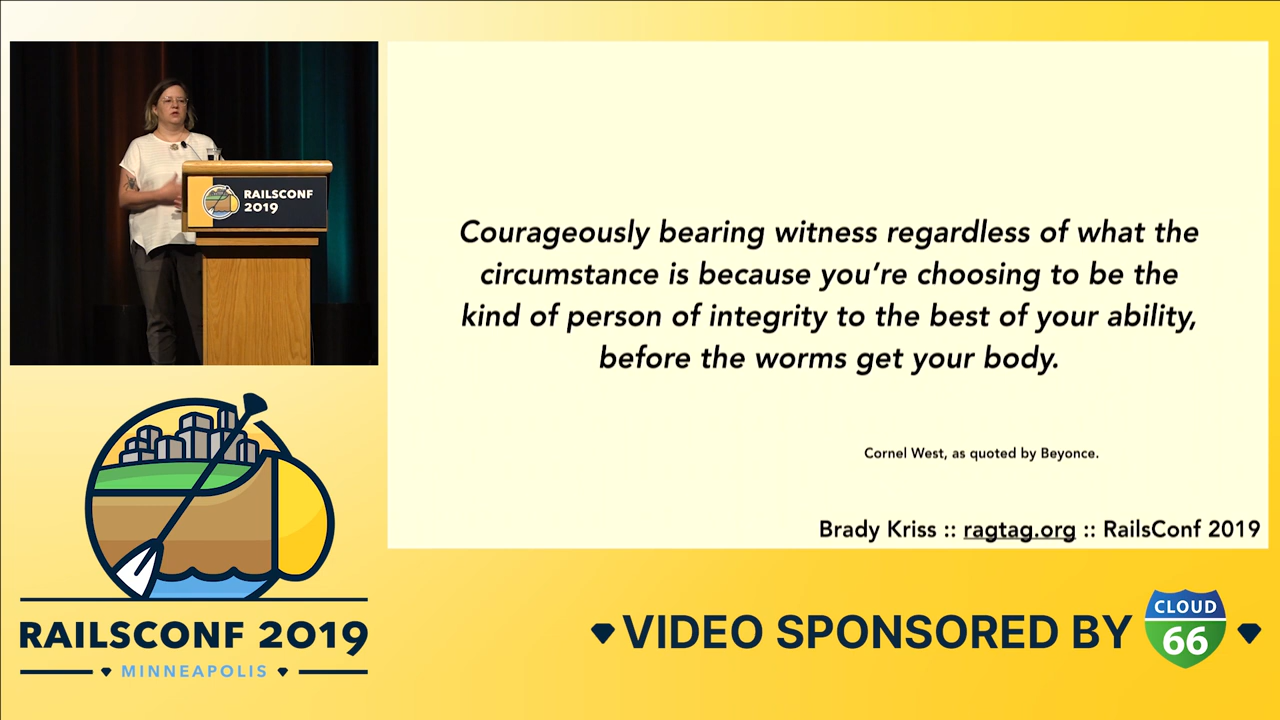 RAILSCONF
2019
Courageously bearing witness regardless of what the
circumstance is because you’re choosing to be the
kind of person of integrity to the best of your ability,
before the worms get your body.
Cornel West, as quoted by Beyonce.
Brady Kriss :: ragtag.org :: RailsConf 2019
RAILSCONF 2019
MINNEAPOLIS
VIDEO SPONSORED BY
CLOUD
66